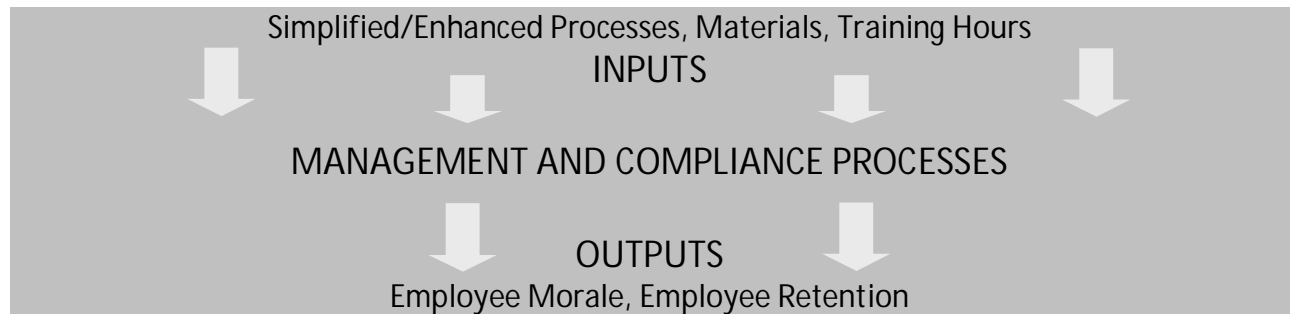 Simplified/Enhanced Processes, Materials, Training Hours
INPUTS
MANAGEMENT AND COMPLIANCE PROCESSES
OUTPUTS
Employee Morale, Employee Retention